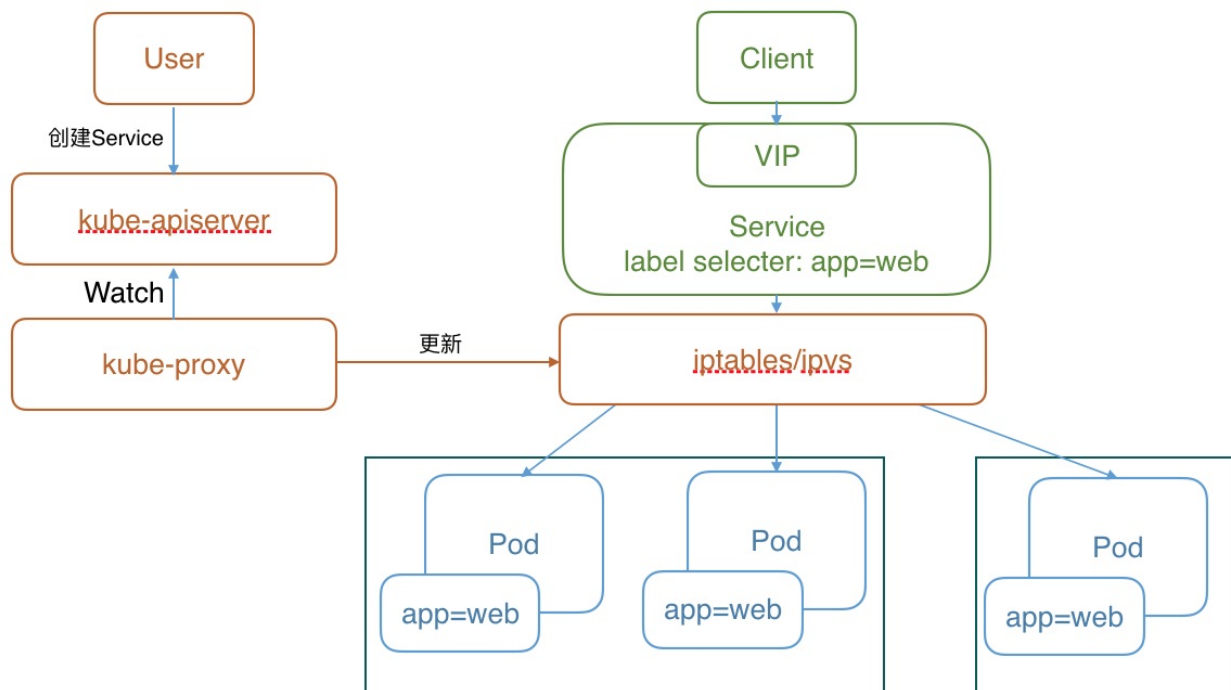 User
Client
创建Service
VIP
kube-apiserver
Service
label selecter: app=web
Watch
kube-proxy
更新
iptables/ipvs
Pod
Pod
Pod
app=web
app=web
app=web